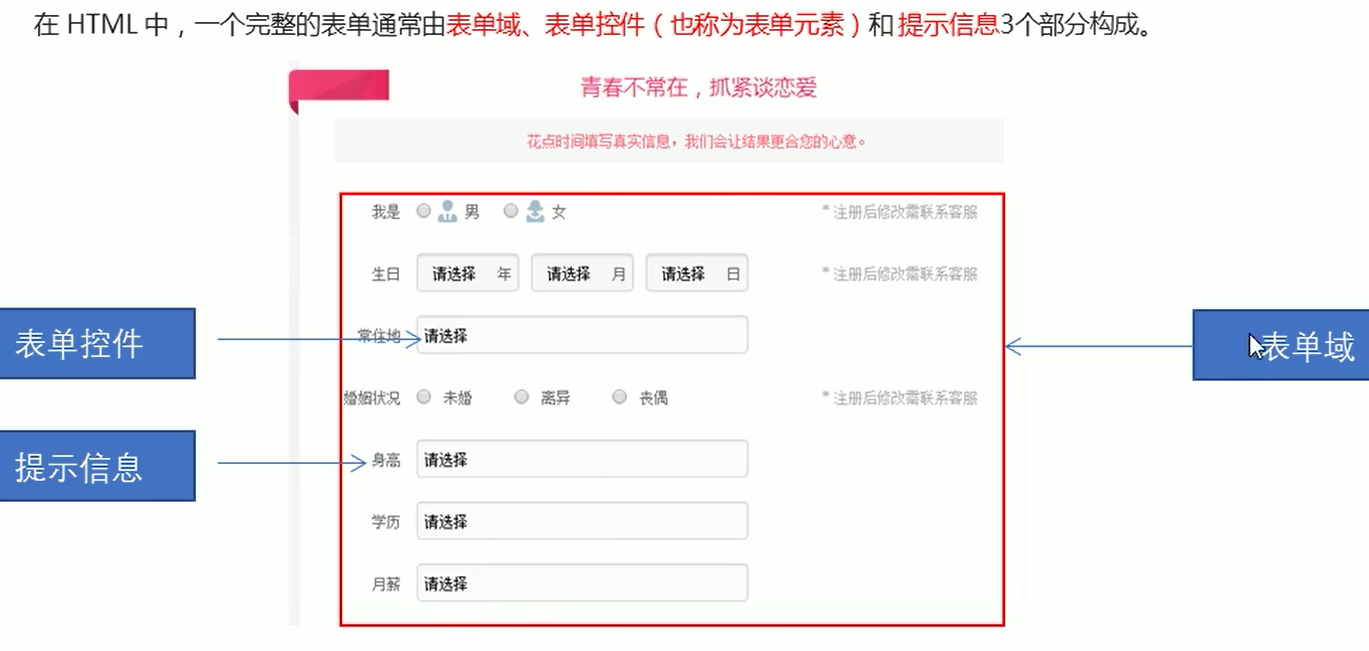 在 HTML 中，一个完整的表单通常由表单域、表单控件（也称为表单元素）和 提示信息3个部分构成。
青春不常在，抓紧谈恋爱
花点时间填写真实信息，我们会让结果更合您的心意。
我是 男 女 * 注册后修改需联系客服
生日 请选择 年 请选择 月 请选择 日 * 注册后修改需联系客服
表单控件
常住地 请选择
表单域
婚姻状况 未婚 离异 丧偶 * 注册后修改需联系客服
提示信息
身高 请选择
学历 请选择
月薪 请选择